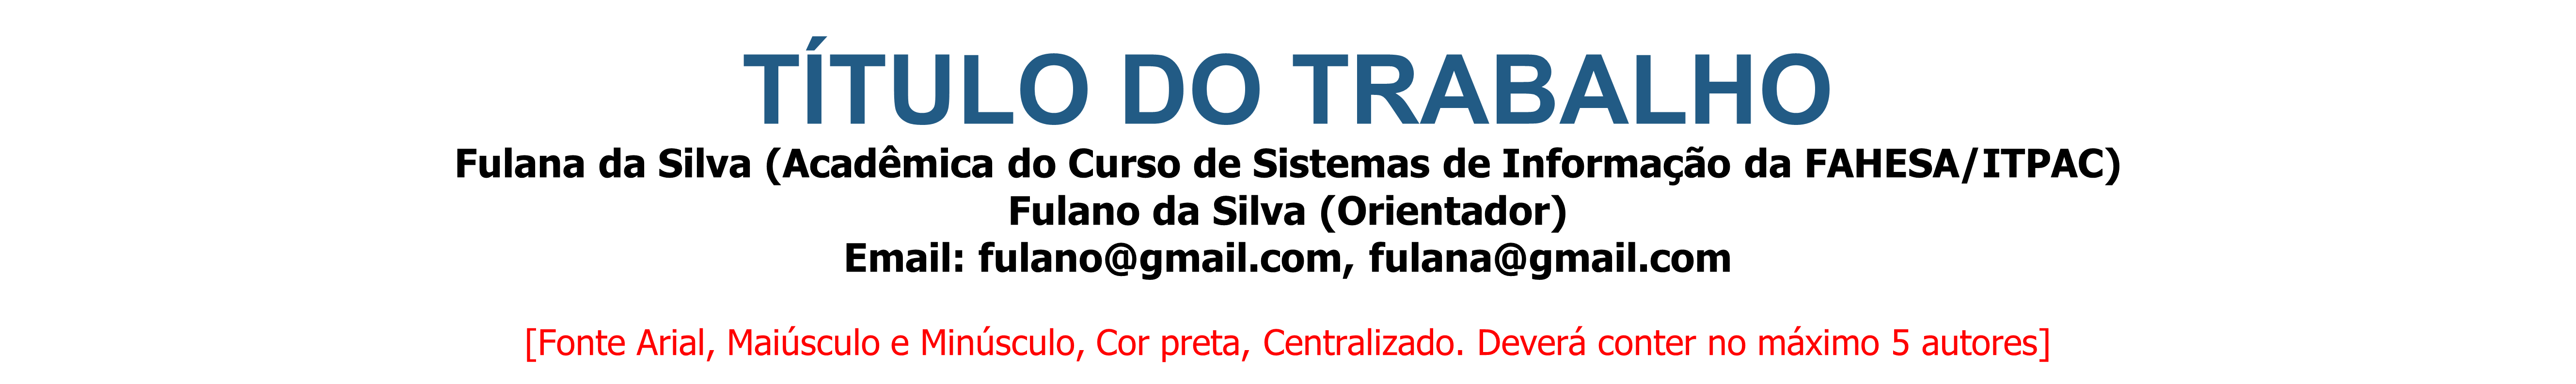 TÍTULO DO TRABALHO
Fulana da Silva (Acadêmica do Curso de Sistemas de Informação da FAHESA/ITPAC)
Fulano da Silva (Orientador)
Email: fulano@gmail.com, fulana@gmail.com
[Fonte Arial, Maiúsculo e Minúsculo, Cor preta, Centralizado. Deverá conter no máximo 5 autores]